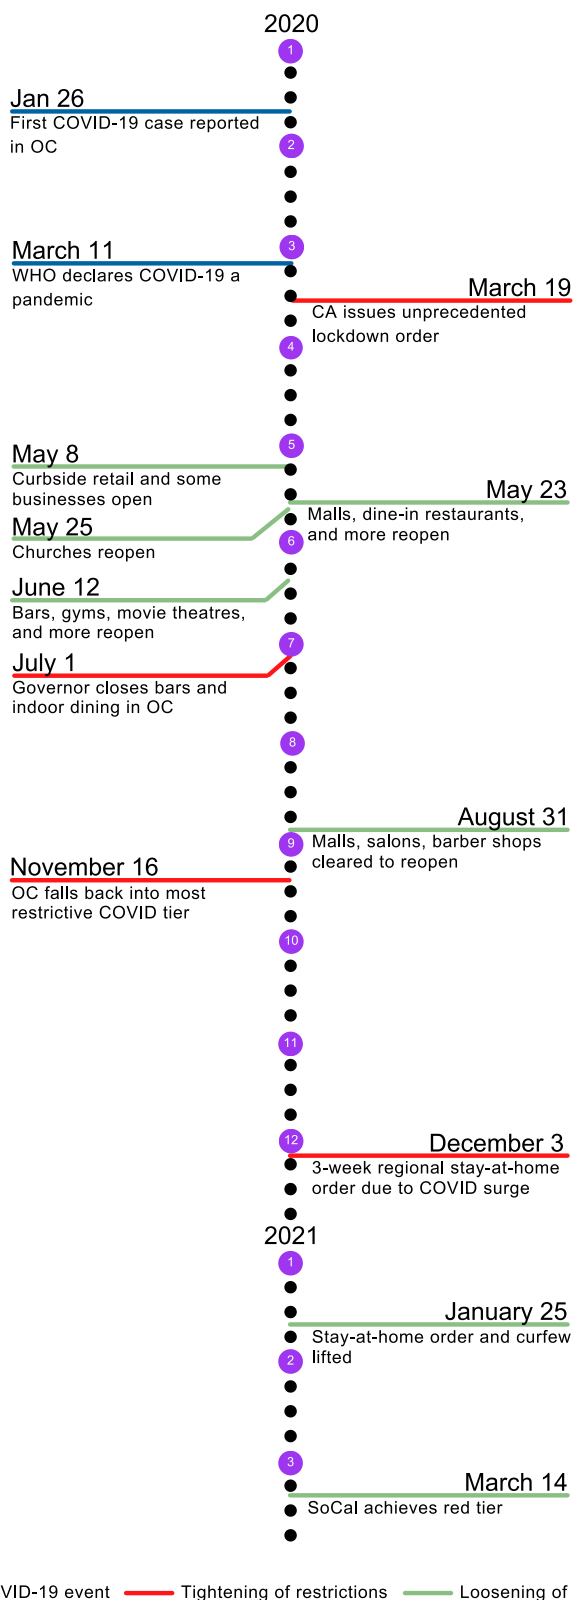 2020
1
Jan 26
First COVID-19 case reported
in OC
2
3
March 11
WHO declares COVID-19 a
pandemic
March 19
CA issues unprecedented
lockdown order
4
5
May 8
Curbside retail and some
businesses open
May 23
Malls, dine-in restaurants,
and more reopen
May 25
Churches reopen
6
June 12
Bars, gyms, movie theatres,
and more reopen
7
July 1
Governor closes bars and
indoor dining in OC
8
August 31
Malls, salons, barber shops
cleared to reopen
9
November 16
OC falls back into most
restrictive COVID tier
10
11
12
December 3
3-week regional stay-at-home
order due to COVID surge
2021
1
January 25
Stay-at-home order and curfew
lifted
2
3
March 14
SoCal achieves red tier
VID-19 event Tightening of restrictions Loosening of